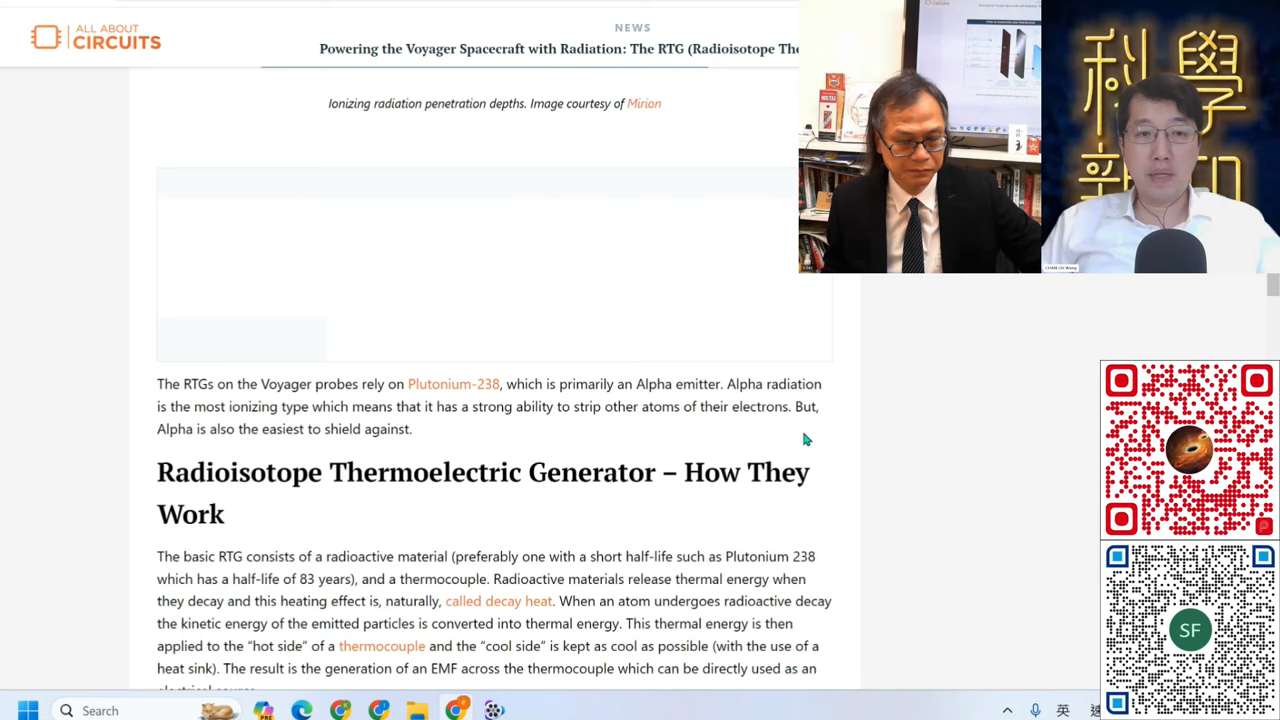 ALL ABOUT
CIRCUITS
NEWS
Powering the Voyager Spacecraft with Radiation: The RTG (Radioisotope The
Ionizing radiation penetration depths. Image courtesy of Mirion
科學
CHAN Chi Wang
The RTGs on the Voyager probes rely on Plutonium-238, which is primarily an Alpha emitter. Alpha radiation
is the most ionizing type which means that it has a strong ability to strip other atoms of their electrons. But,
Alpha is also the easiest to shield against.
Radioisotope Thermoelectric Generator – How They
Work
The basic RTG consists of a radioactive material (preferably one with a short half-life such as Plutonium 238
which has a half-life of 83 years), and a thermocouple. Radioactive materials release thermal energy when
they decay and this heating effect is, naturally, called decay heat. When an atom undergoes radioactive decay
the kinetic energy of the emitted particles is converted into thermal energy. This thermal energy is then
applied to the “hot side” of a thermocouple and the “cool side” is kept as cool as possible (with the use of a
heat sink). The result is the generation of an EMF across the thermocouple which can be directly used as an
electrical source.
SF
Search
英